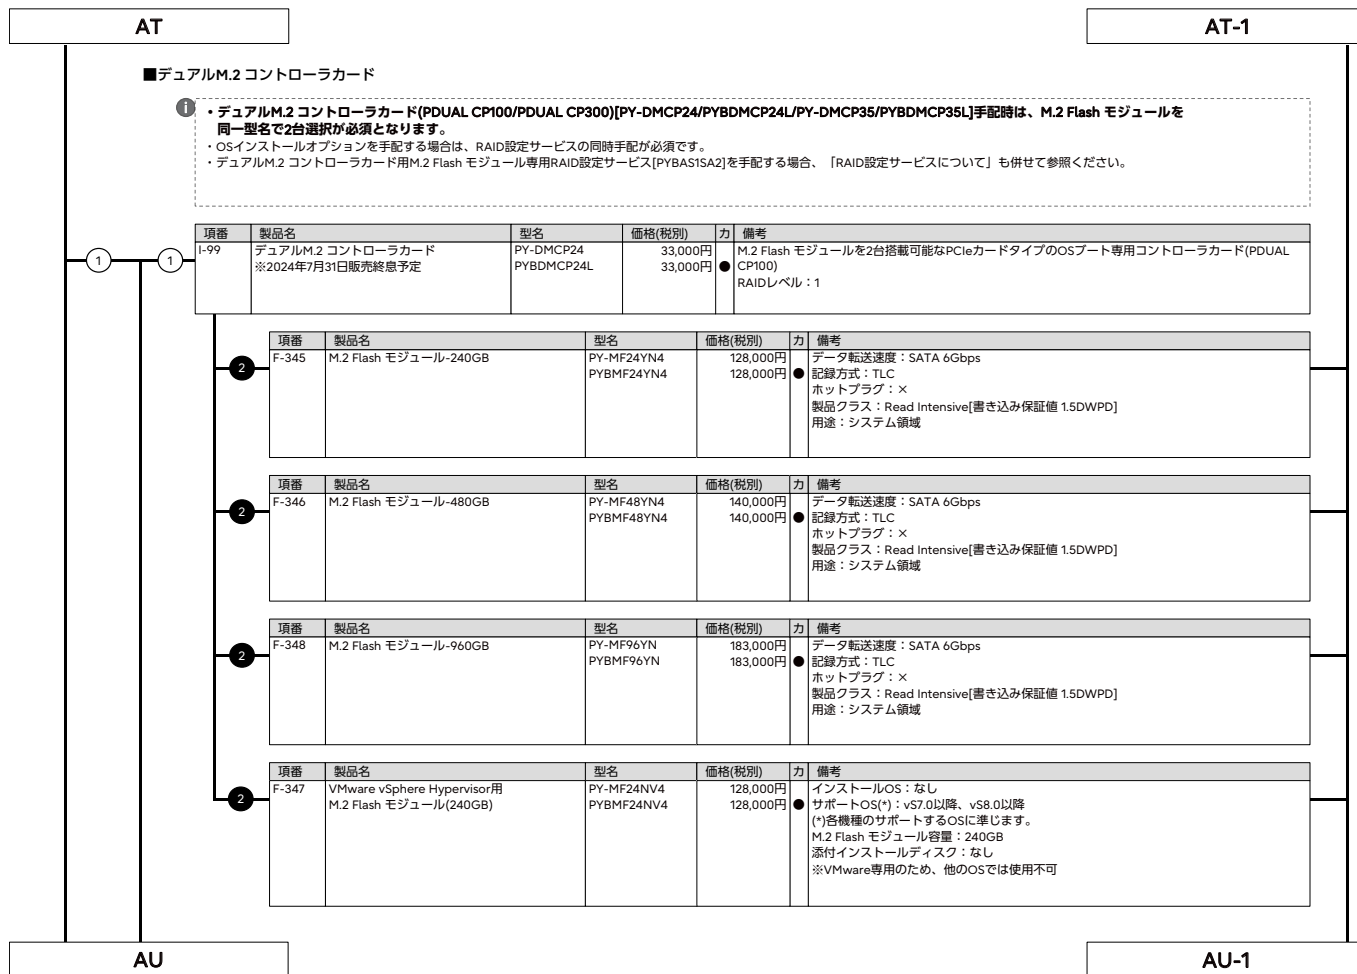 AT
AT-1
■デュアルM.2 コントローラカード
i
・デュアルM.2 コントローラカード(PDUAL CP100/PDUAL CP300)[PY-DMCP24/PYBDMCP24L/PY-DMCP35/PYBDMCP35L]手配時は、M.2 Flash モジュールを
同一型名で2台選択が必須となります。
・OSインストールオプションを手配する場合は、RAID設定サービスの同時手配が必須です。
・デュアルM.2 コントローラカード用M.2 Flash モジュール専用RAID設定サービス[PYBAS1SA2]を手配する場合、「RAID設定サービスについて」も併せて参照ください。
項番 製品名 型名 価格(税別) カ 備考
1 1 I-99 デュアルM.2 コントローラカード PY-DMCP24 33,000円 M.2 Flash モジュールを2台搭載可能なPCIeカードタイプのOSブート専用コントローラカード(PDUAL
※2024年7月31日販売終息予定 PYBDMCP24L 33,000円 ● CP100)
RAIDレベル：1
項番 製品名 型名 価格(税別) カ 備考
2 F-345 M.2 Flash モジュール-240GB PY-MF24YN4 128,000円 データ転送速度：SATA 6Gbps
PYBMF24YN4 128,000円 ● 記録方式：TLC
ホットプラグ：×
製品クラス：Read Intensive[書き込み保証値 1.5DWPD]
用途：システム領域
項番 製品名 型名 価格(税別) カ 備考
2 F-346 M.2 Flash モジュール-480GB PY-MF48YN4 140,000円 データ転送速度：SATA 6Gbps
PYBMF48YN4 140,000円 ● 記録方式：TLC
ホットプラグ：×
製品クラス：Read Intensive[書き込み保証値 1.5DWPD]
用途：システム領域
項番 製品名 型名 価格(税別) カ 備考
2 F-348 M.2 Flash モジュール-960GB PY-MF96YN 183,000円 データ転送速度：SATA 6Gbps
PYBMF96YN 183,000円 ● 記録方式：TLC
ホットプラグ：×
製品クラス：Read Intensive[書き込み保証値 1.5DWPD]
用途：システム領域
項番 製品名 型名 価格(税別) カ 備考
2 F-347 VMware vSphere Hypervisor用 PY-MF24NV4 128,000円 インストールOS：なし
M.2 Flash モジュール(240GB) PYBMF24NV4 128,000円 ● サポートOS(*)：vS7.0以降、vS8.0以降
(*)各機種のサポートするOSに準じます。
M.2 Flash モジュール容量：240GB
添付インストールディスク：なし
※VMware専用のため、他のOSでは使用不可
AU
AU-1